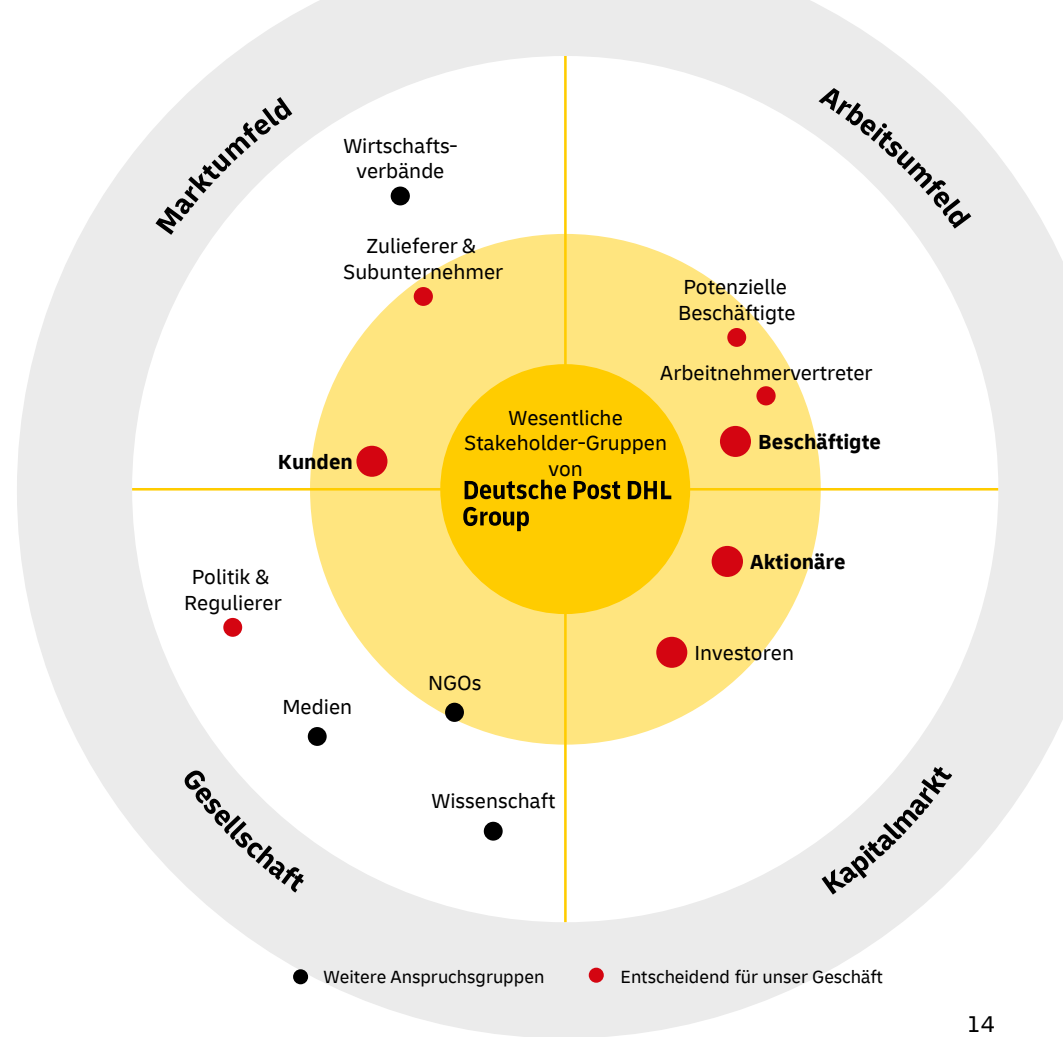 Marktumfeld
Arbeitsumfeld
Wirtschafts-
verbände
Zulieferer &
Subunternehmer
Potenzielle
Beschäftigte
Arbeitnehmervertreter
Beschäftigte
Kunden
Wesentliche
Stakeholder-Gruppen
von
Deutsche Post DHL
Group
Aktionäre
Investoren
Politik &
Regulierer
NGOs
Medien
Wissenschaft
Gesellschaft
Kapitalmarkt
Weitere Anspruchsgruppen
Entscheidend für unser Geschäft
14